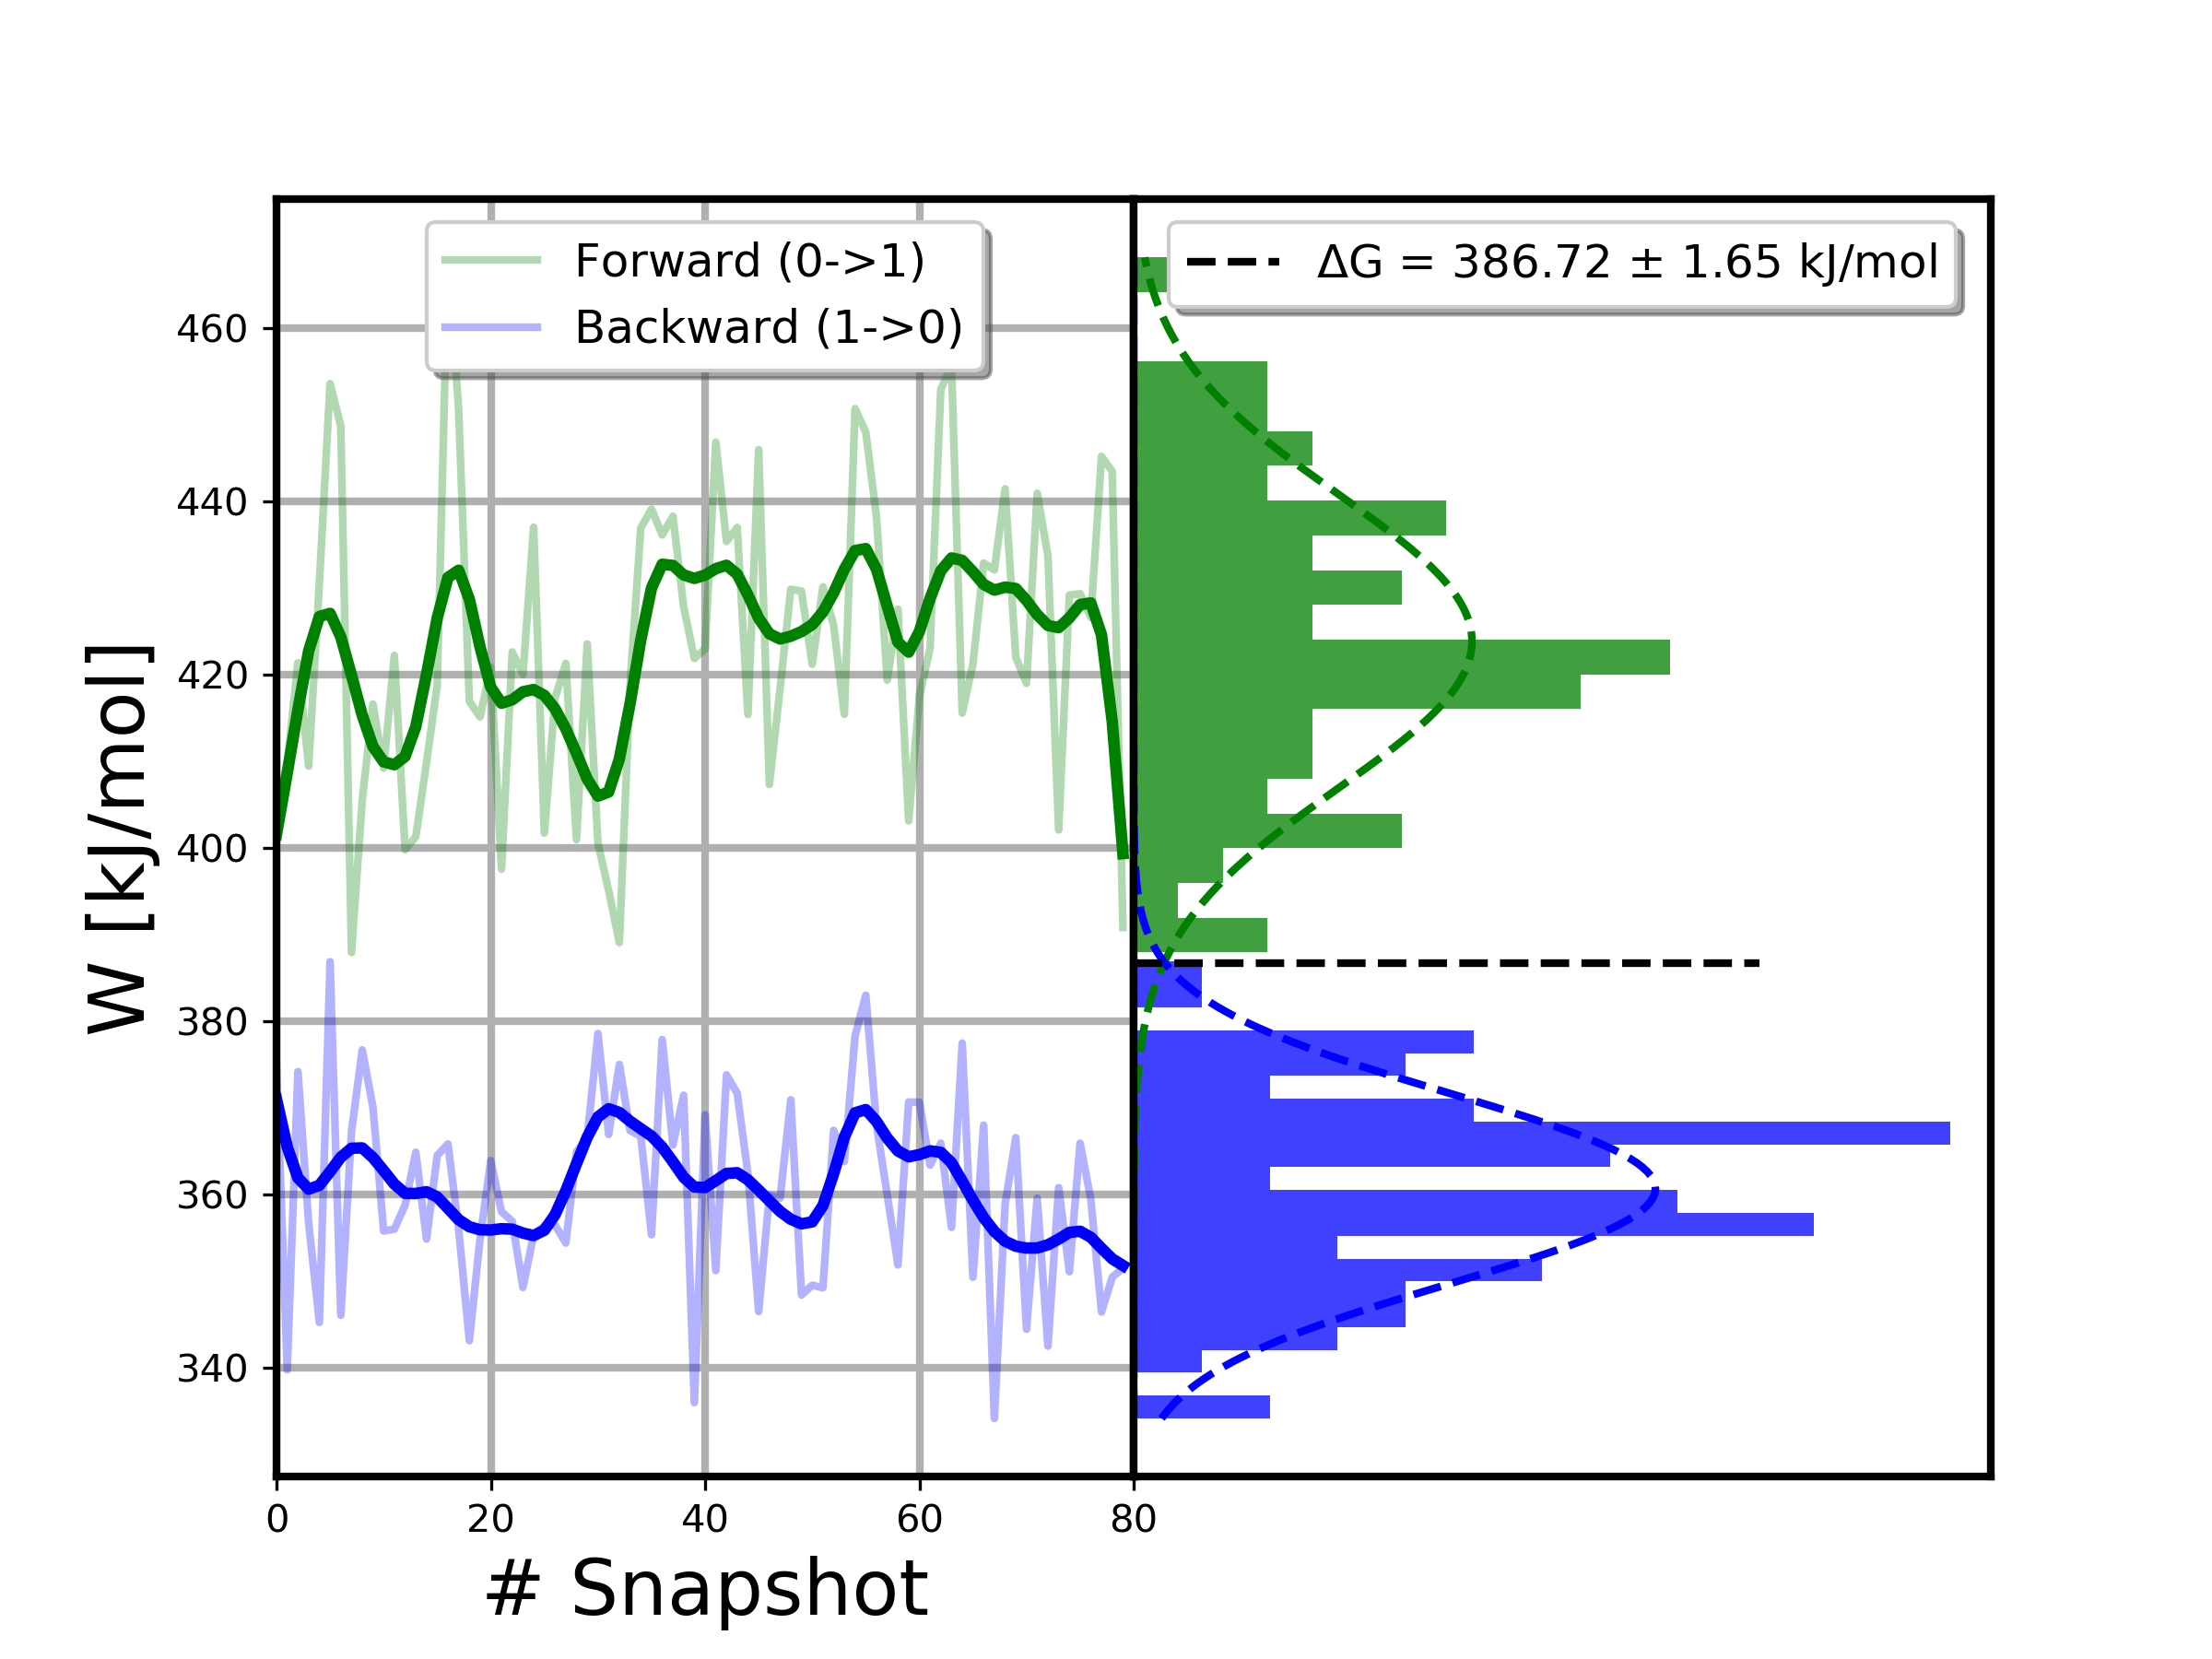 Forward (0->1)
Backward (1->0)
ΔG = 386.72 ± 1.65 kJ/mol
W [kJ/mol]
460
440
420
400
380
360
340
0 20 40 60 80
# Snapshot